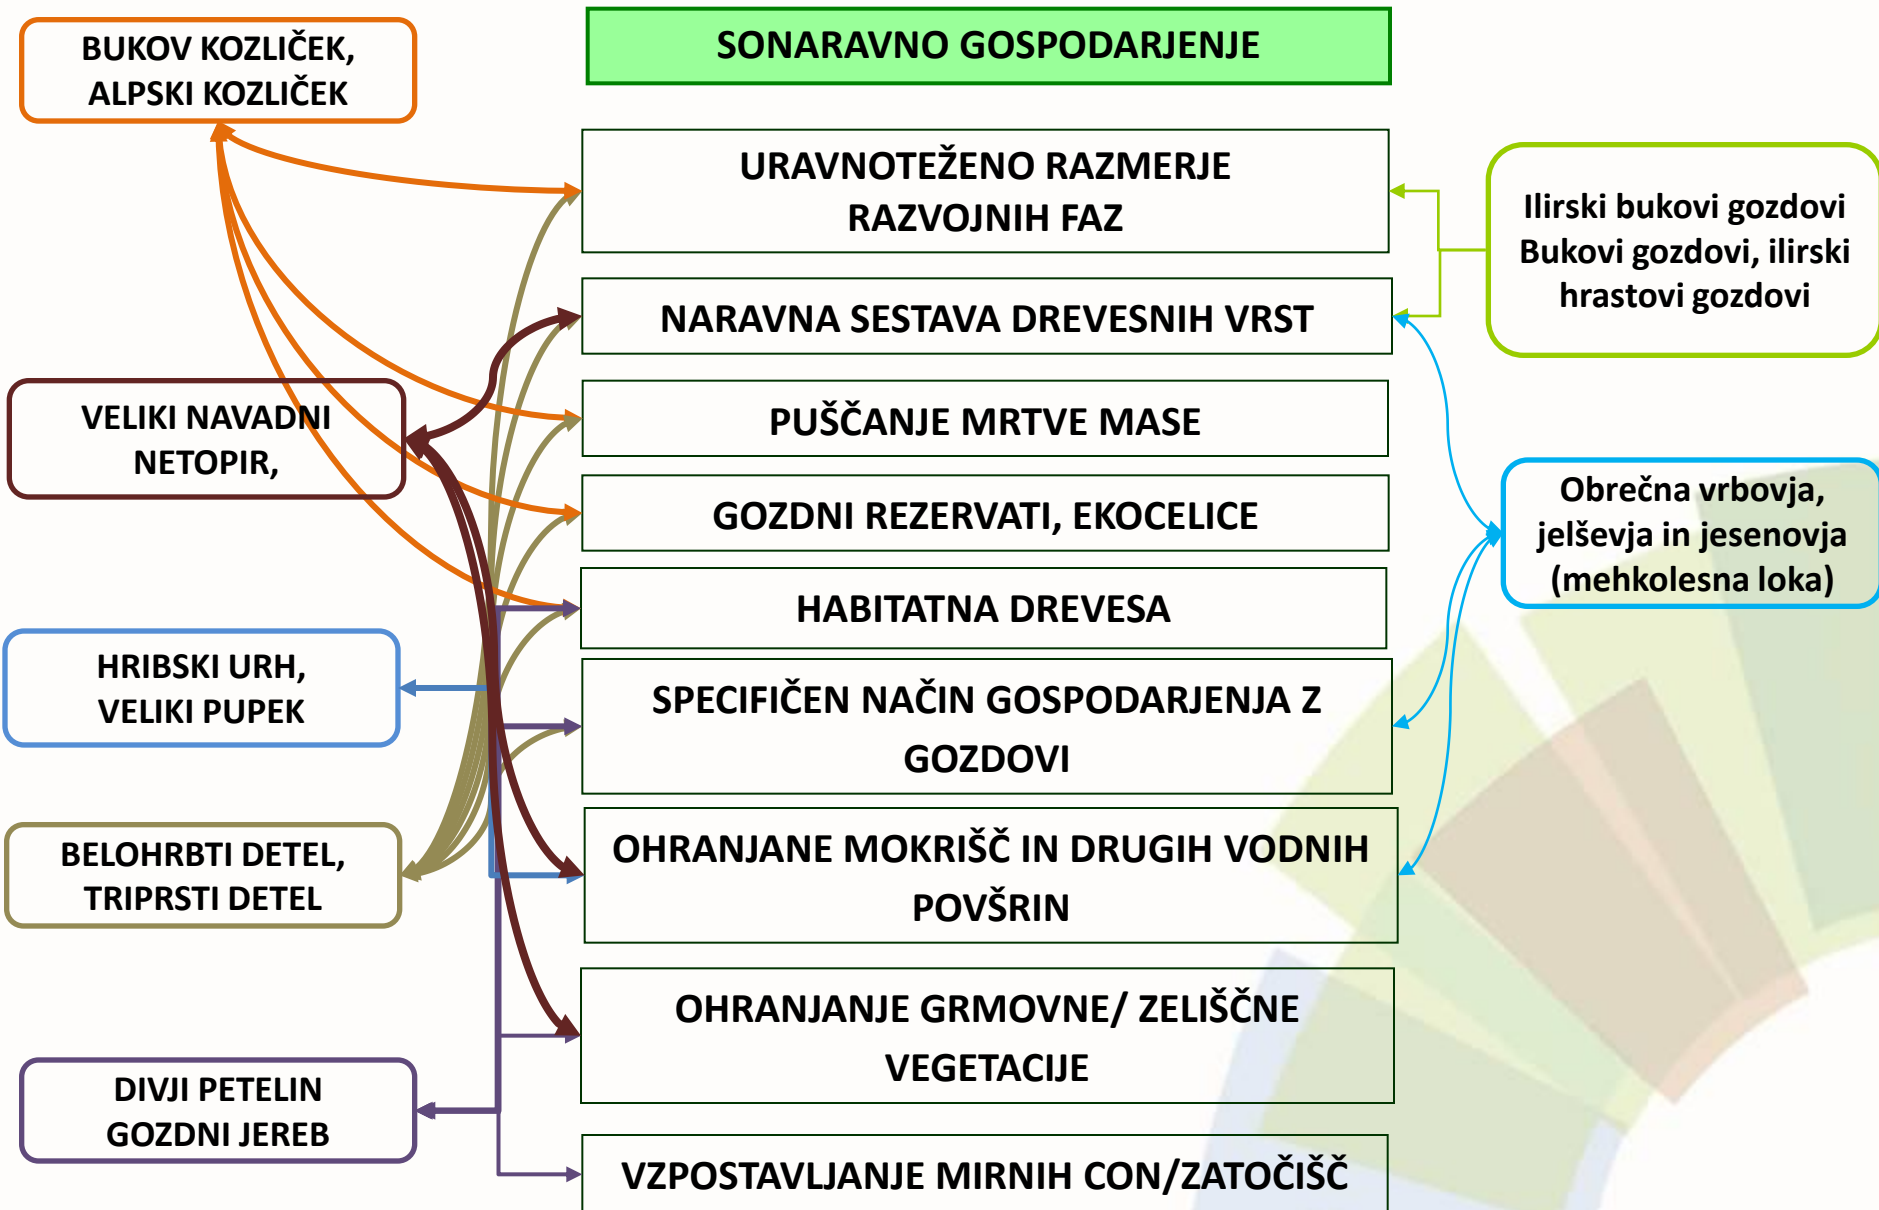 BUKOV KOZLIČEK,
ALPSKI KOZLIČEK
VELIKI NAVADNI
NETOPIR,
HRIBSKI URH,
VELIKI PUPEK
BELOHRBTI DETEL,
TRIPRSTI DETEL
DIVJI PETELIN
GOZDNI JEREB
SONARAVNO GOSPODARJENJE
URAVNOTEŽENO RAZMERJE
RAZVOJNIH FAZ
NARAVNA SESTAVA DREVESNIH VRST
PUŠČANJE MRTVE MASE
GOZDNI REZERVATI, EKOCELICE
HABITATNA DREVESA
SPECIFIČEN NAČIN GOSPODARJENJA Z
GOZDOVI
OHRANJANE MOKRIŠČ IN DRUGIH VODNIH
POVŠRIN
OHRANJANJE GRMOVNE/ ZELIŠČNE
VEGETACIJE
VZPOSTAVLJANJE MIRNIH CON/ZATOČIŠČ
Ilirski bukovi gozdovi
Bukovi gozdovi, ilirski
hrastovi gozdovi
Obrečna vrbovja,
jelševja in jesenovja
(mehkolesna loka)